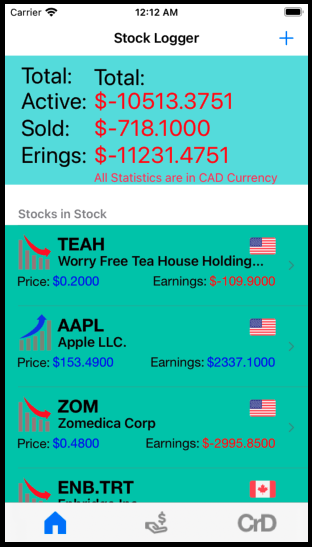 Carrier 12:12 AM
Stock Logger +
Total: Total:
Active: $-10513.3751
Sold: $-718.1000
Erings: $-11231.4751
All Statistics are in CAD Currency
Stocks in Stock
TEAH
Worry Free Tea House Holding...
Price: $0.2000 Earnings: $-109.9000
AAPL
Apple LLC.
Price: $153.4900 Earnings: $2337.1000
ZOM
Zomedica Corp
Price: $0.4800 Earnings: $-2995.8500
ENB.TRT
Enbridge Inc
CrD